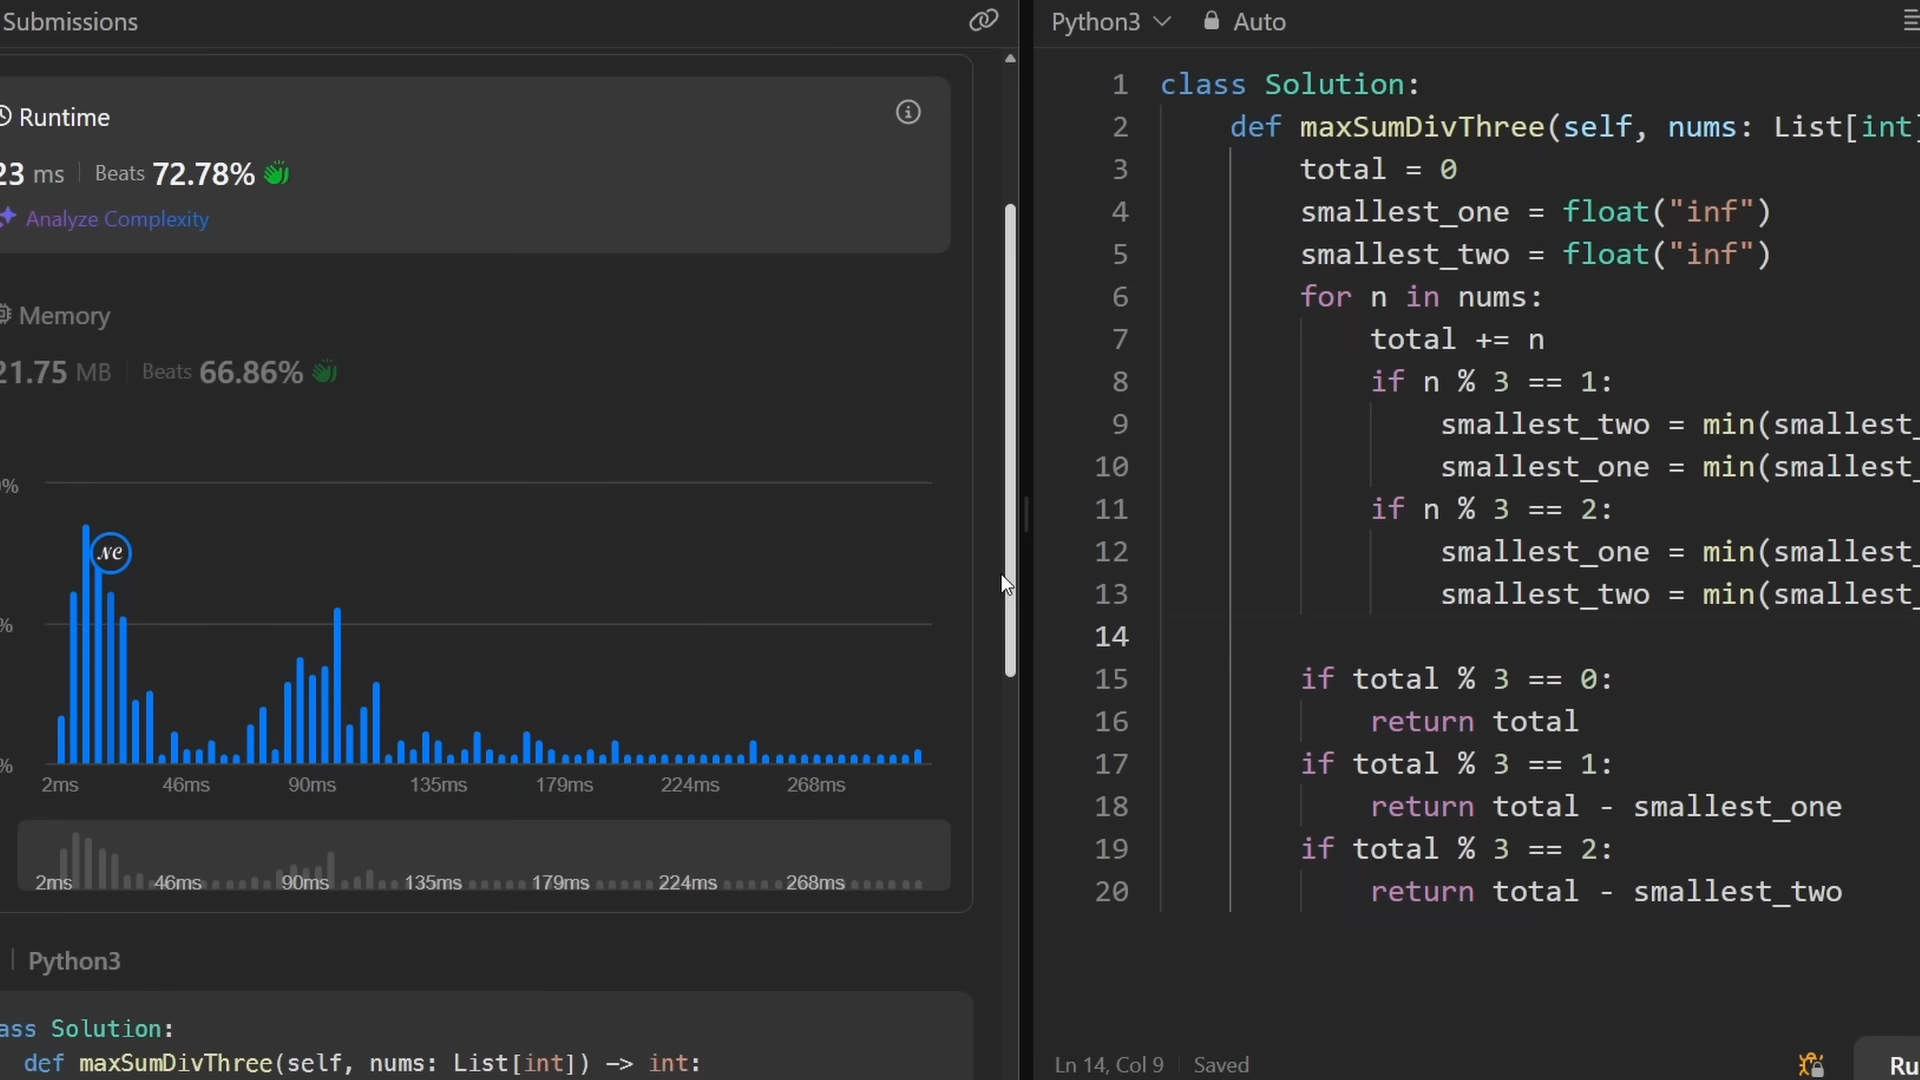 Submissions
Runtime
23 ms Beats 72.78%
Analyze Complexity
Memory
21.75 MB Beats 66.86%
%
NC
%
%
2ms 46ms 90ms 135ms 179ms 224ms 268ms
2ms 46ms 90ms 135ms 179ms 224ms 268ms
Python3
ass Solution:
def maxSumDivThree(self, nums: List[int]) -> int:
Python3 Auto
1 class Solution:
2 def maxSumDivThree(self, nums: List[int]
3 total = 0
4 smallest_one = float("inf")
5 smallest_two = float("inf")
6 for n in nums:
7 total += n
8 if n % 3 == 1:
9 smallest_two = min(smallest_
10 smallest_one = min(smallest_
11 if n % 3 == 2:
12 smallest_one = min(smallest_
13 smallest_two = min(smallest_
14
15 if total % 3 == 0:
16 return total
17 if total % 3 == 1:
18 return total - smallest_one
19 if total % 3 == 2:
20 return total - smallest_two
Ln 14, Col 9 Saved
Ru